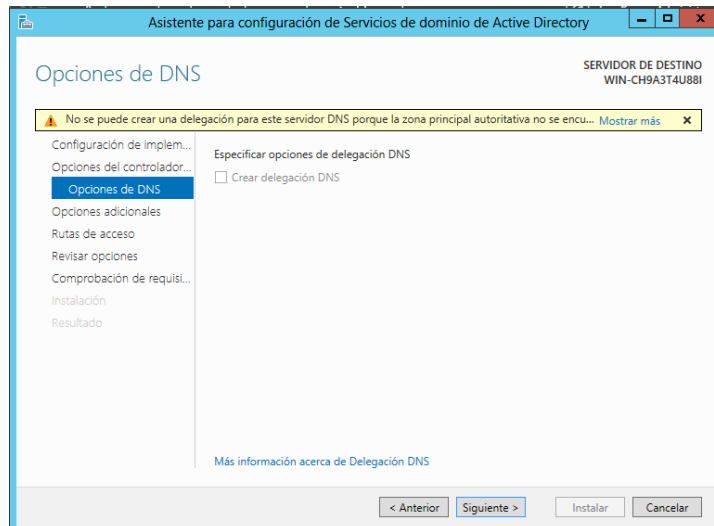 Asistente para configuración de Servicios de dominio de Active Directory
Opciones de DNS
SERVIDOR DE DESTINO
WIN-CH9A3T4U88I
No se puede crear una delegación para este servidor DNS porque la zona principal autoritativa no se encu... Mostrar más
Configuración de implem...
Opciones del controlador...
Opciones de DNS
Opciones adicionales
Rutas de acceso
Revisar opciones
Comprobación de requisi...
Instalación
Resultado
Especificar opciones de delegación DNS
Crear delegación DNS
Más información acerca de Delegación DNS
< Anterior
Siguiente >
Instalar
Cancelar